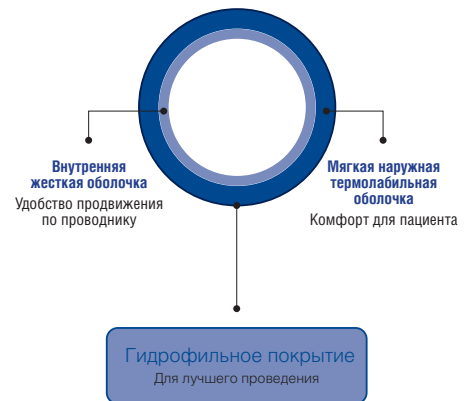 Внутренняя
жесткая оболочка
Удобство продвижения
по проводнику
Мягкая наружная
термолабильная
оболочка
Комфорт для пациента
Гидрофильное покрытие
Для лучшего проведения